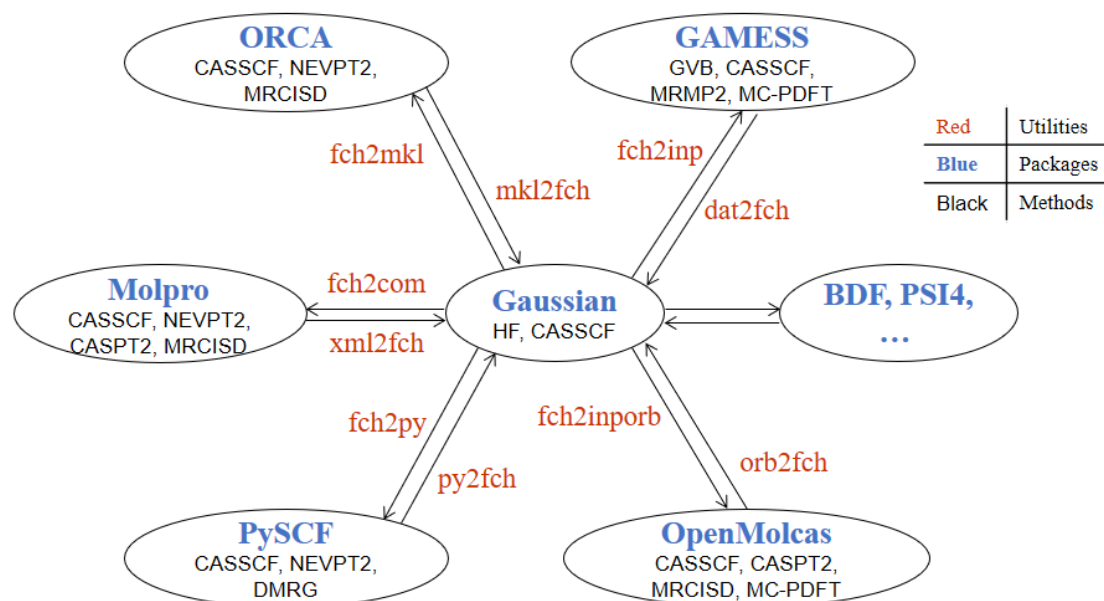 ORCA
CASSCF, NEVPT2,
MRCISD
GAMESS
GVB, CASSCF,
MRMP2, MC-PDFT
Red Utilities
Blue Packages
Black Methods
fch2mkl
mkl2fch
fch2inp
dat2fch
Molpro
CASSCF, NEVPT2,
CASPT2, MRCISD
fch2com
xml2fch
Gaussian
HF, CASSCF
BDF, PSI4,
...
fch2py
py2fch
fch2inporb
orb2fch
PySCF
CASSCF, NEVPT2,
DMRG
OpenMolcas
CASSCF, CASPT2,
MRCISD, MC-PDFT